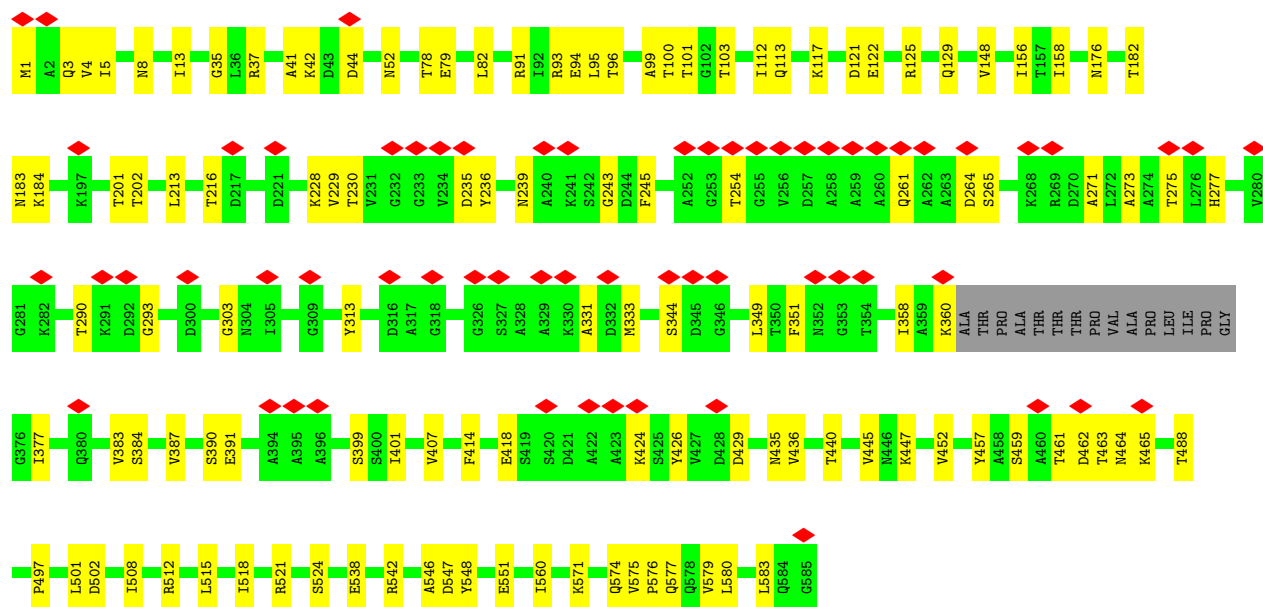 M1 A2 Q3 V4 I5 N8 I13 G35 L36 R37 A41 K42 D43 D44 N52 T78 E79 L82 R91 I92 R93 E94 L95 T96 A99 T100 T101 G102 T103 I112 Q113 K117 D121 E122 R125 Q129 V148 I156 T157 I158 N176 T182
N183 K184 K197 T201 T202 L213 T216 D217 D221 K228 V229 T230 V231 G232 G233 V234 D235 Y236 N239 A240 K241 S242 G243 D244 F245 A252 G253 T254 G255 V256 D257 A258 A259 A260 Q261 A262 A263 D264 S265 K268 R269 D270 A271 L272 A273 A274 T275 L276 H277 V280
G281 K282 T290 K291 D292 G293 D300 G303 N304 I305 G309 Y313 D316 A317 G318 G326 S327 A328 A329 K330 A331 D332 M333 S344 D345 G346 L349 T350 F351 N352 G353 T354 I358 A359 K360 ALA THR PRO ALA THR THR THR PRO VAL ALA PRO LEU ILE PRO GLY
G376 I377 Q380 V383 S384 V387 S390 E391 A394 A395 A396 S399 S400 I401 V407 F414 E418 S419 S420 D421 A422 A423 K424 S425 Y426 V427 D428 D429 N435 V436 T440 V445 N446 K447 V452 Y457 A458 S459 A460 T461 D462 T463 N464 K465 T488
P497 L501 D502 I508 R512 L515 I518 R521 S524 E538 R542 A546 D547 Y548 E551 I560 K571 Q574 V575 P576 Q577 Q578 V579 L580 L583 Q584 G585